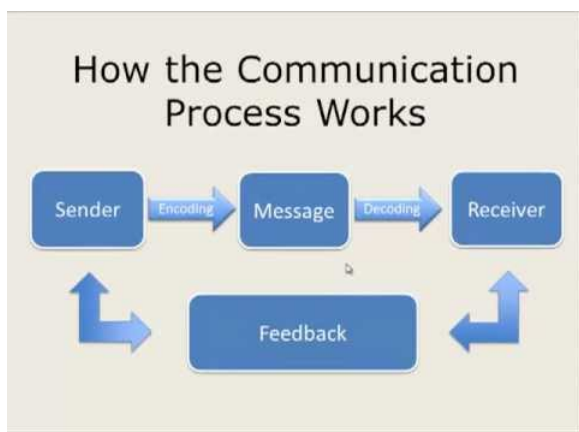 How the Communication
Process Works
Sender
Encoding
Message
Decoding
Receiver
Feedback